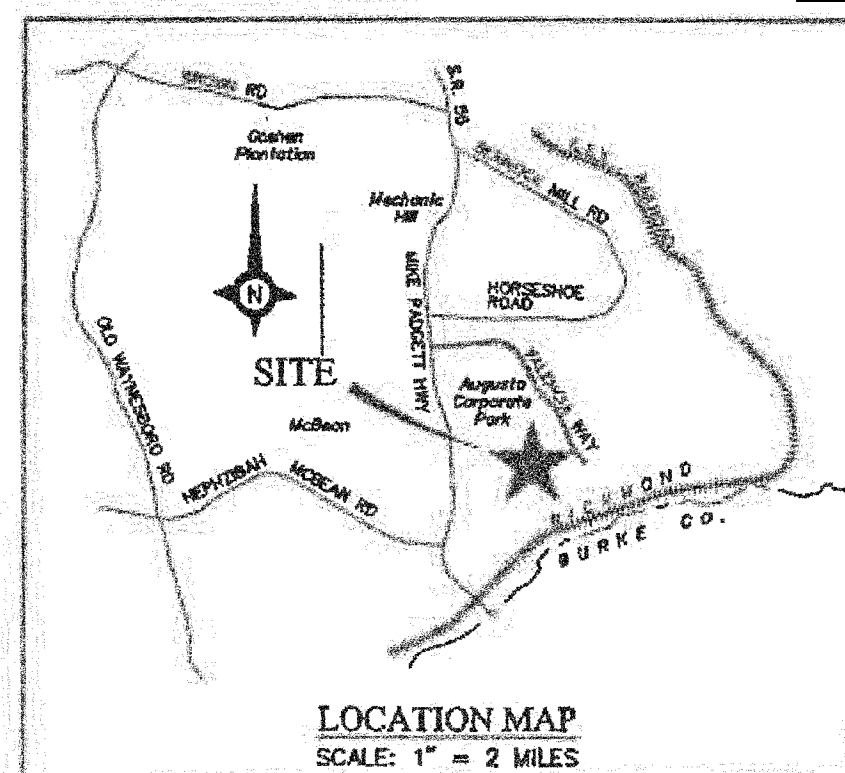 RD
S.R. 56
Goshen
Plantation
MILL RD
Mechanic
Hill
N
HORSESHOE
ROAD
MIKE PADGETT HWY
OLD WAYNESBORO RD
SITE
Augusta
Corporate
Park
WAY
McBean
HEPHZIBAH MCBEAN RD
RICHMOND
BURKE CO.
LOCATION MAP
SCALE: 1" = 2 MILES